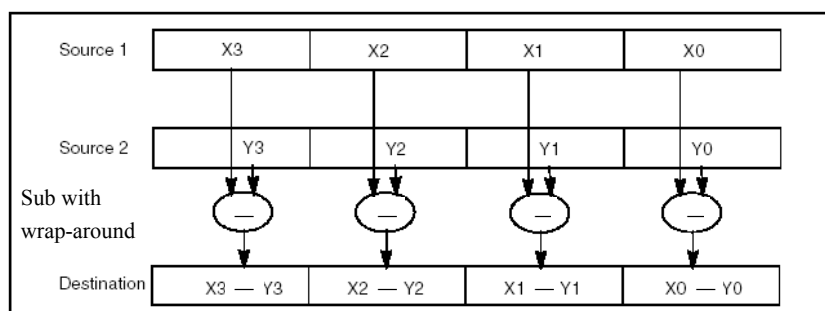 Source 1 X3 X2 X1 X0
Source 2 Y3 Y2 Y1 Y0
Sub with
wrap-around
— — — —
Destination X3 — Y3 X2 — Y2 X1 — Y1 X0 — Y0